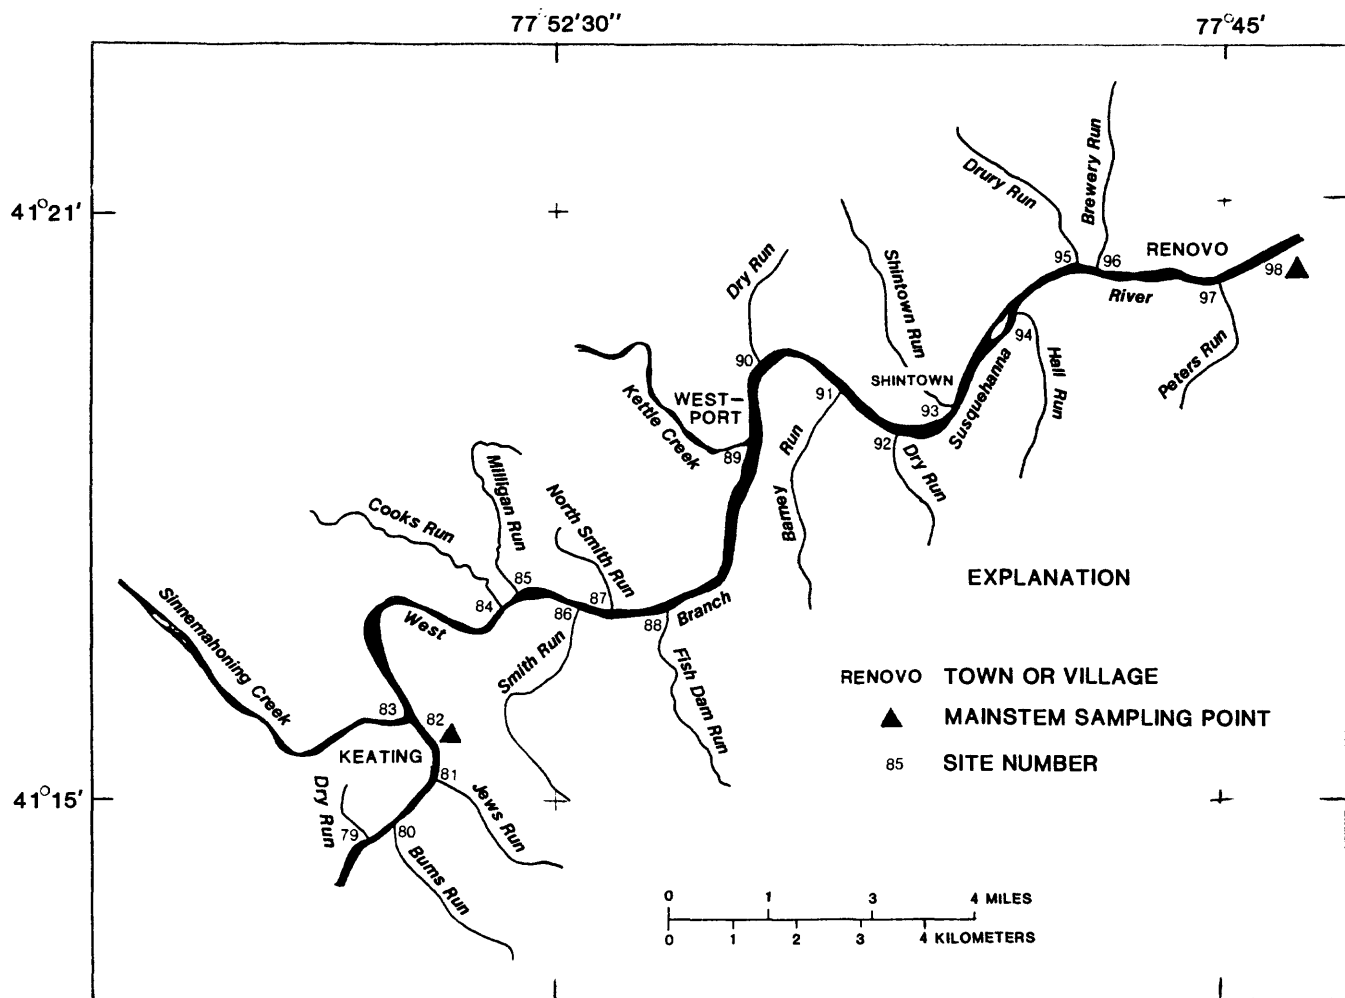 77°52'30"
77°45'
41°21'
41°15'
Drury Run
Brewery Run
95
96
RENOVO
98
River
97
Peters Run
Dry Run
Shintown Run
90
94
Hall Run
SHINTOWN
93
91
Susquehanna
92
Dry Run
Kettle Creek
WEST-
PORT
89
Run
Barney
Milligan Run
North Smith Run
Cooks Run
85
84
87
86
88
Branch
West
Smith Run
Fish Dam Run
Sinnemahoning Creek
83
82
KEATING
81
Jews Run
Dry Run
79
80
Burns Run
EXPLANATION
RENOVO TOWN OR VILLAGE
MAINSTEM SAMPLING POINT
85 SITE NUMBER
0 1 3 4 MILES
0 1 2 3 4 KILOMETERS